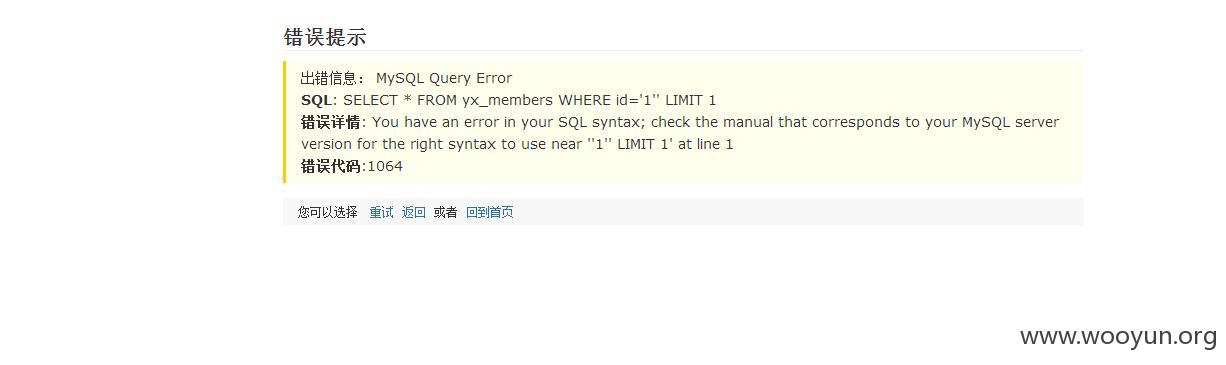 错误提示
出错信息： MySQL Query Error
SQL: SELECT * FROM yx_members WHERE id='1'' LIMIT 1
错误详情: You have an error in your SQL syntax; check the manual that corresponds to your MySQL server
version for the right syntax to use near ''1'' LIMIT 1' at line 1
错误代码:1064
您可以选择 重试 返回 或者 回到首页
www.wooyun.org